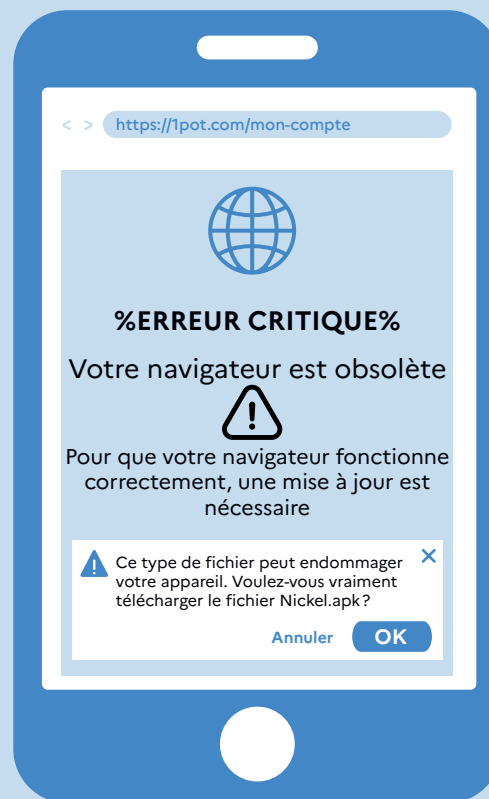 < > https://1pot.com/mon-compte
%ERREUR CRITIQUE%
Votre navigateur est obsolète
!
Pour que votre navigateur fonctionne
correctement, une mise à jour est
nécessaire
! Ce type de fichier peut endommager
votre appareil. Voulez-vous vraiment
télécharger le fichier Nickel.apk?
Annuler OK